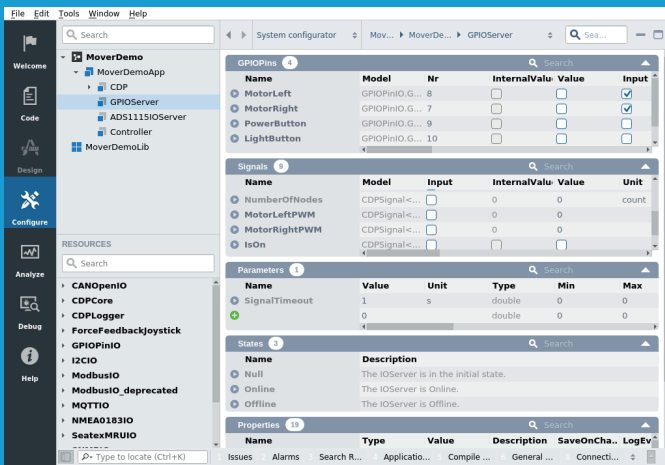 File Edit Tools Window Help
Search
System configurator Mov... MoverDe... GPIOServer Sea...
Welcome
Code
Design
Configure
Analyze
Debug
Help
MoverDemo
MoverDemoApp
CDP
GPIOServer
ADS1115IOServer
Controller
MoverDemoLib
RESOURCES
Search
CANOpenIO
CDPCore
CDPLogger
ForceFeedbackJoystick
GPIOPinIO
I2CIO
ModbusIO
ModbusIO_deprecated
MQTTIO
NMEA0183IO
SeatexMRUIO
GPIOPins 4 Search
Name Model Nr InternalValu Value Input
MotorLeft GPIOPinIO.G... 8
MotorRight GPIOPinIO.G... 7
PowerButton GPIOPinIO.G... 9
LightButton GPIOPinIO.G... 10
Signals 9 Search
Name Model Input InternalValu Value Unit
NumberOfNodes CDPSignal<... 0 0 count
MotorLeftPWM CDPSignal<... 0 0
MotorRightPWM CDPSignal<... 0 0
IsOn CDPSignal<...
Parameters 1 Search
Name Value Unit Type Min Max
SignalTimeout 1 s double 0 0
0 double 0 0
States 3 Search
Name Description
Null The IOServer is in the initial state.
Online The IOServer is Online.
Offline The IOServer is Offline.
Properties 19 Search
Name Type Value Description SaveOnCha.. LogEv
Type to locate (Ctrl+K) 1 Issues 2 Alarms 3 Search R... 4 Applicatio... 5 Compile ... 6 General ... 8 Connecti...